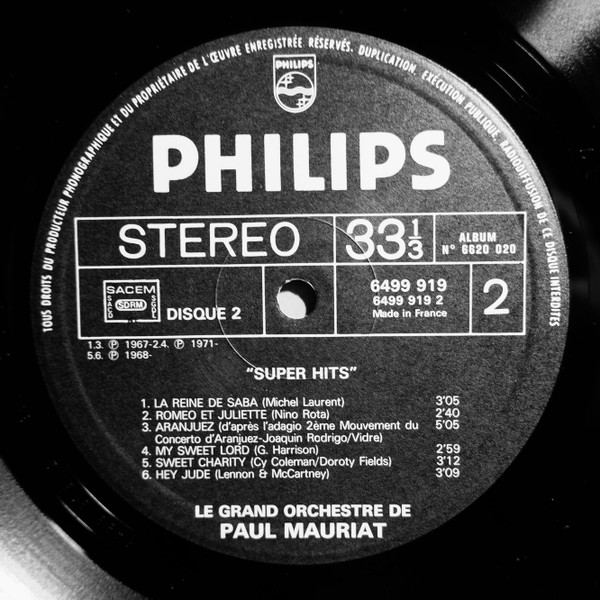 TOUS DROITS DU PRODUCTEUR PHONOGRAPHIQUE ET DU PROPRIÉTAIRE DE L'ŒUVRE ENREGISTRÉE RÉSERVÉS. DUPLICATION, EXÉCUTION PUBLIQUE, RADIODIFFUSION DE CE DISQUE INTERDITES
PHILIPS
PHILIPS
STEREO 33 1/3 ALBUM
N° 6620 020
SACEM
SACD SDRM SGDL
DISQUE 2
6499 919
6499 919 2
Made in France
2
1.3. ℗ 1967-2.4. ℗ 1971-
5.6. ℗ 1968-
"SUPER HITS"
1. LA REINE DE SABA (Michel Laurent) 3'05
2. ROMEO ET JULIETTE (Nino Rota) 2'40
3. ARANJUEZ (d'après l'adagio 2ème Mouvement du 5'05
Concerto d'Aranjuez-Joaquin Rodrigo/Vidre)
4. MY SWEET LORD (G. Harrison) 2'59
5. SWEET CHARITY (Cy Coleman/Doroty Fields) 3'12
6. HEY JUDE (Lennon & McCartney) 3'09
LE GRAND ORCHESTRE DE
PAUL MAURIAT